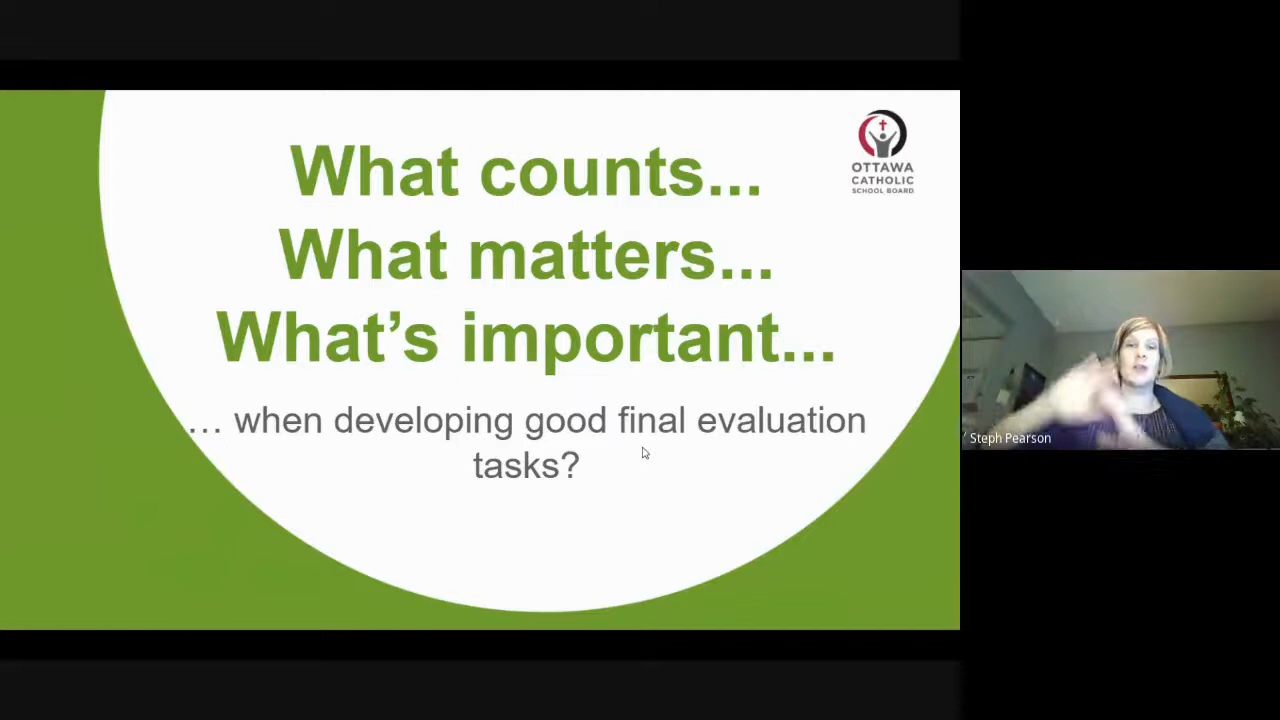 What counts...
What matters...
What's important...
… when developing good final evaluation
tasks?
OTTAWA
CATHOLIC
SCHOOL BOARD
Steph Pearson